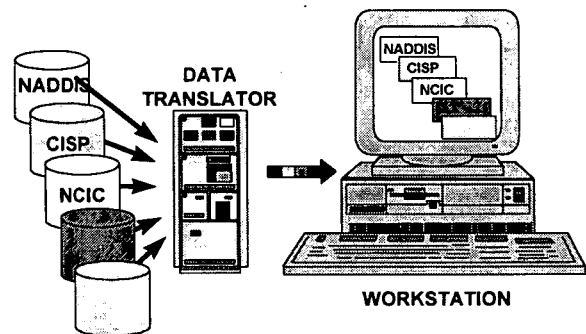 NADDIS
CISP
NCIC
DATA
TRANSLATOR
NADDIS
CISP
NCIC
WORKSTATION